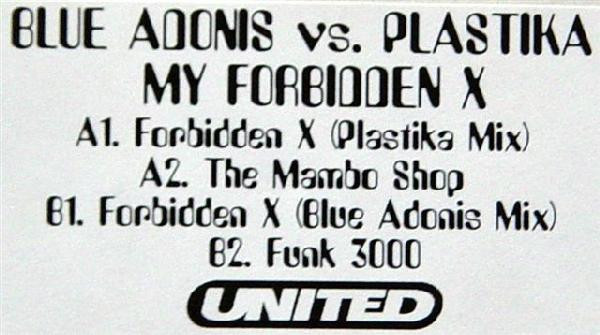 BLUE ADONIS vs. PLASTIKA
MY FORBIDDEN X
A1. Forbidden X (Plastika Mix)
A2. The Mambo Shop
B1. Forbidden X (Blue Adonis Mix)
B2. Funk 3000
UNITED